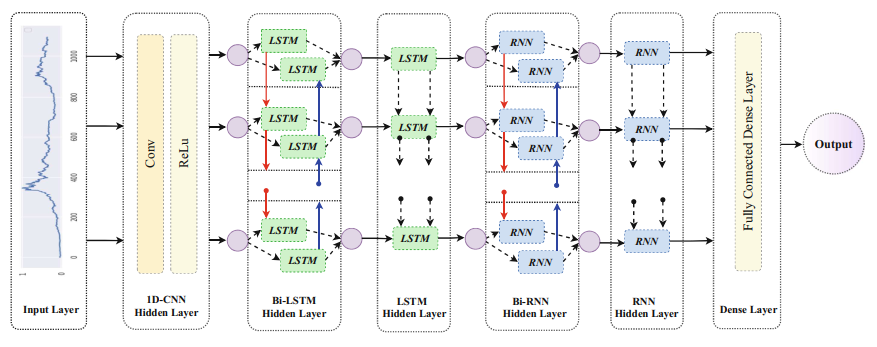 1000
800
600
400
200
0
1
0
Input Layer
Conv
ReLu
1D-CNN
Hidden Layer
LSTM
LSTM
LSTM
LSTM
LSTM
LSTM
Bi-LSTM
Hidden Layer
LSTM
LSTM
LSTM
LSTM
Hidden Layer
RNN
RNN
RNN
RNN
RNN
RNN
Bi-RNN
Hidden Layer
RNN
RNN
RNN
RNN
Hidden Layer
Fully Connected Dense Layer
Dense Layer
Output